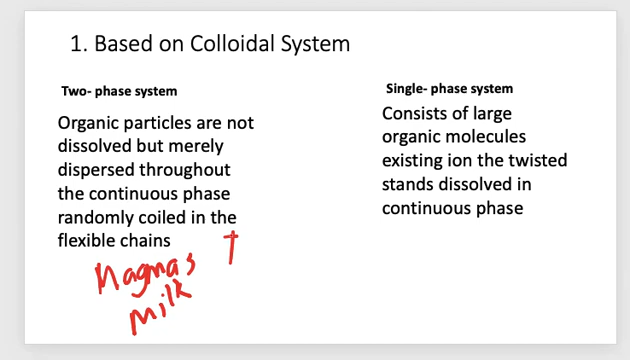 1. Based on Colloidal System
Two- phase system
Organic particles are not
dissolved but merely
dispersed throughout
the continuous phase
randomly coiled in the
flexible chains
Magmas
Milk
Single- phase system
Consists of large
organic molecules
existing ion the twisted
stands dissolved in
continuous phase